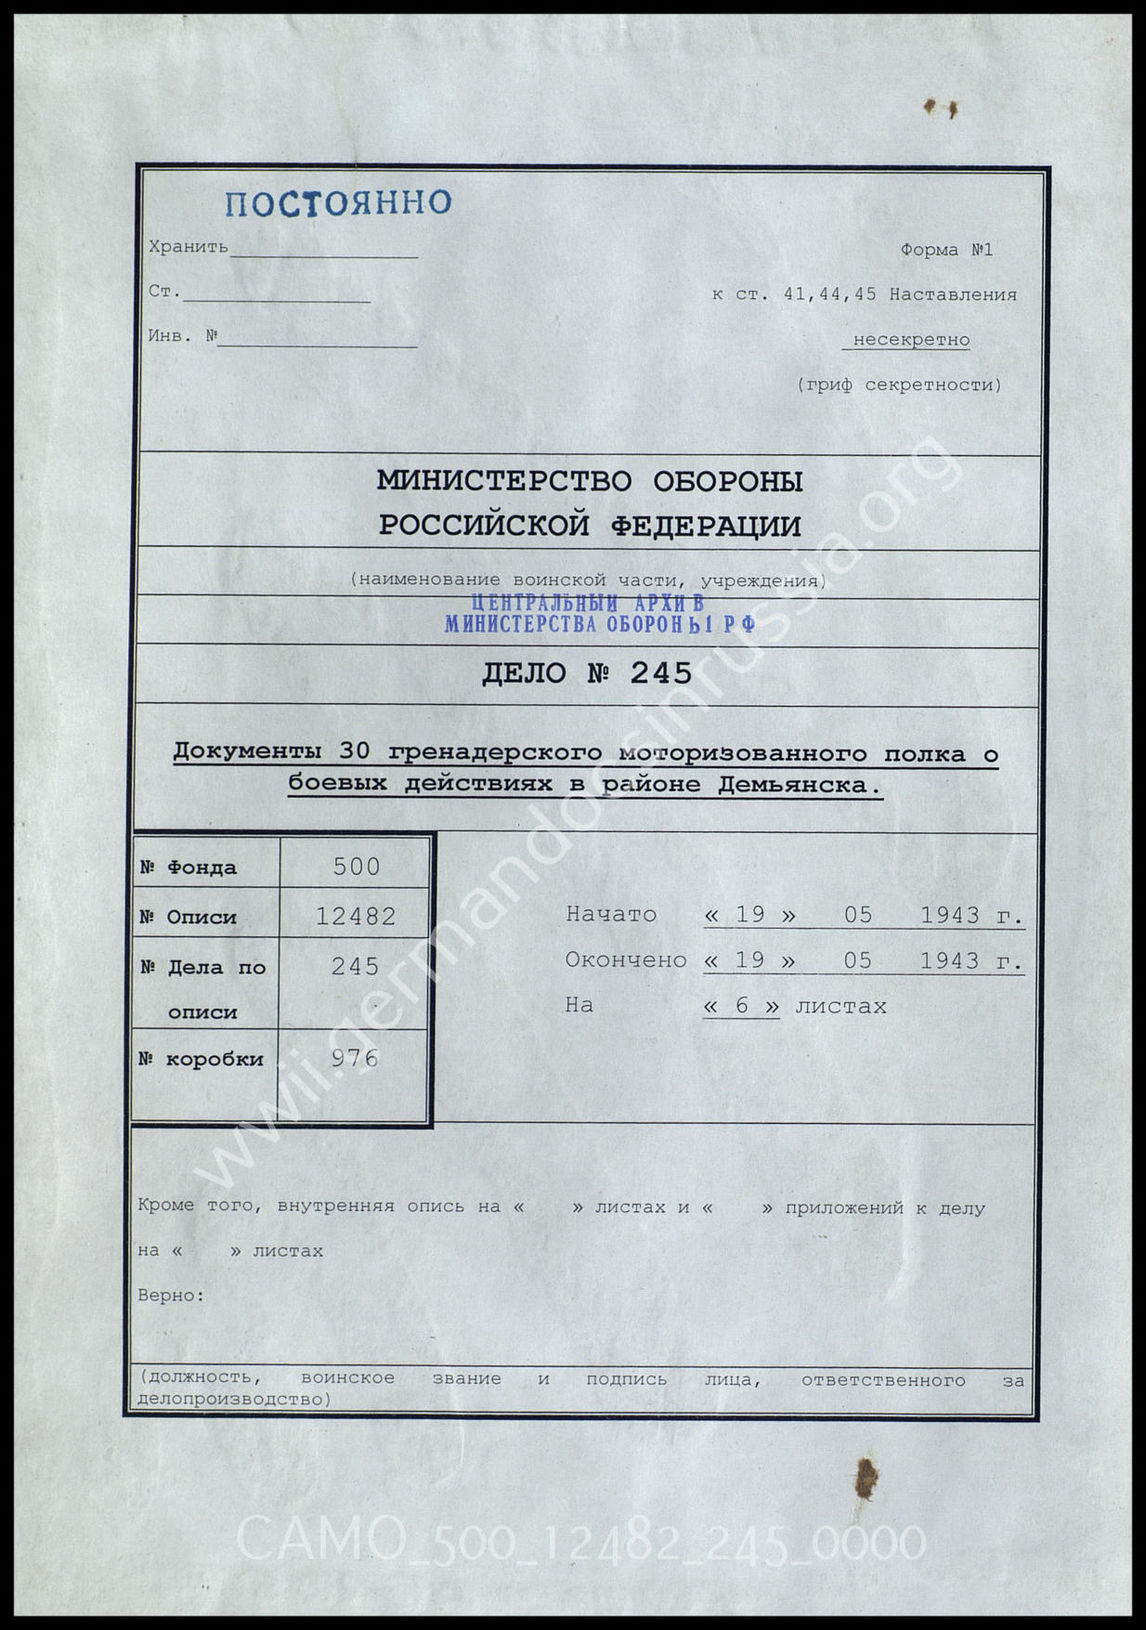 ПОСТОЯННО
Хранить
Форма №1
Ст.
к ст. 41,44,45 Наставления
Инв. №
несекретно
(гриф секретности)
МИНИСТЕРСТВО ОБОРОНЫ
РОССИЙСКОЙ ФЕДЕРАЦИИ
(наименование воинской части, учреждения)
ЦЕНТРАЛЬНЫЙ АРХИВ
МИНИСТЕРСТВА ОБОРОНЫ РФ
ДЕЛО № 245
Документы 30 гренадерского моторизованного полка о
боевых действиях в районе Демьянска.
№ Фонда 500
№ Описи 12482
№ Дела по 245
описи
№ коробки 976
Начато « 19 » 05 1943 г.
Окончено « 19 » 05 1943 г.
На « 6 » листах
Кроме того, внутренняя опись на « » листах и « » приложений к делу
на « » листах
Верно:
(должность, воинское звание и подпись лица, ответственного за
делопроизводство)
wwii.germandocsinrussia.org
CAMO_500_12482_245_0000